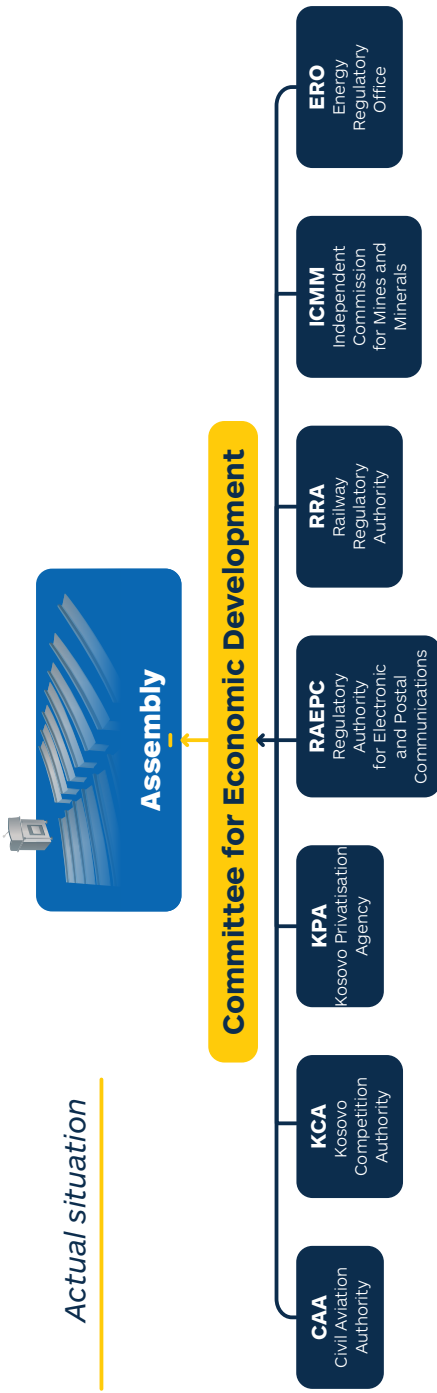 Actual situation
Assembly
Committee for Economic Development
CAA
Civil Aviation
Authority
KCA
Kosovo
Competition
Authority
KPA
Kosovo Privatisation
Agency
RAEPC
Regulatory
Authority
for Electronic
and Postal
Communications
RRA
Railway
Regulatory
Authority
ICMM
Independent
Commission
for Mines and
Minerals
ERO
Energy
Regulatory
Office